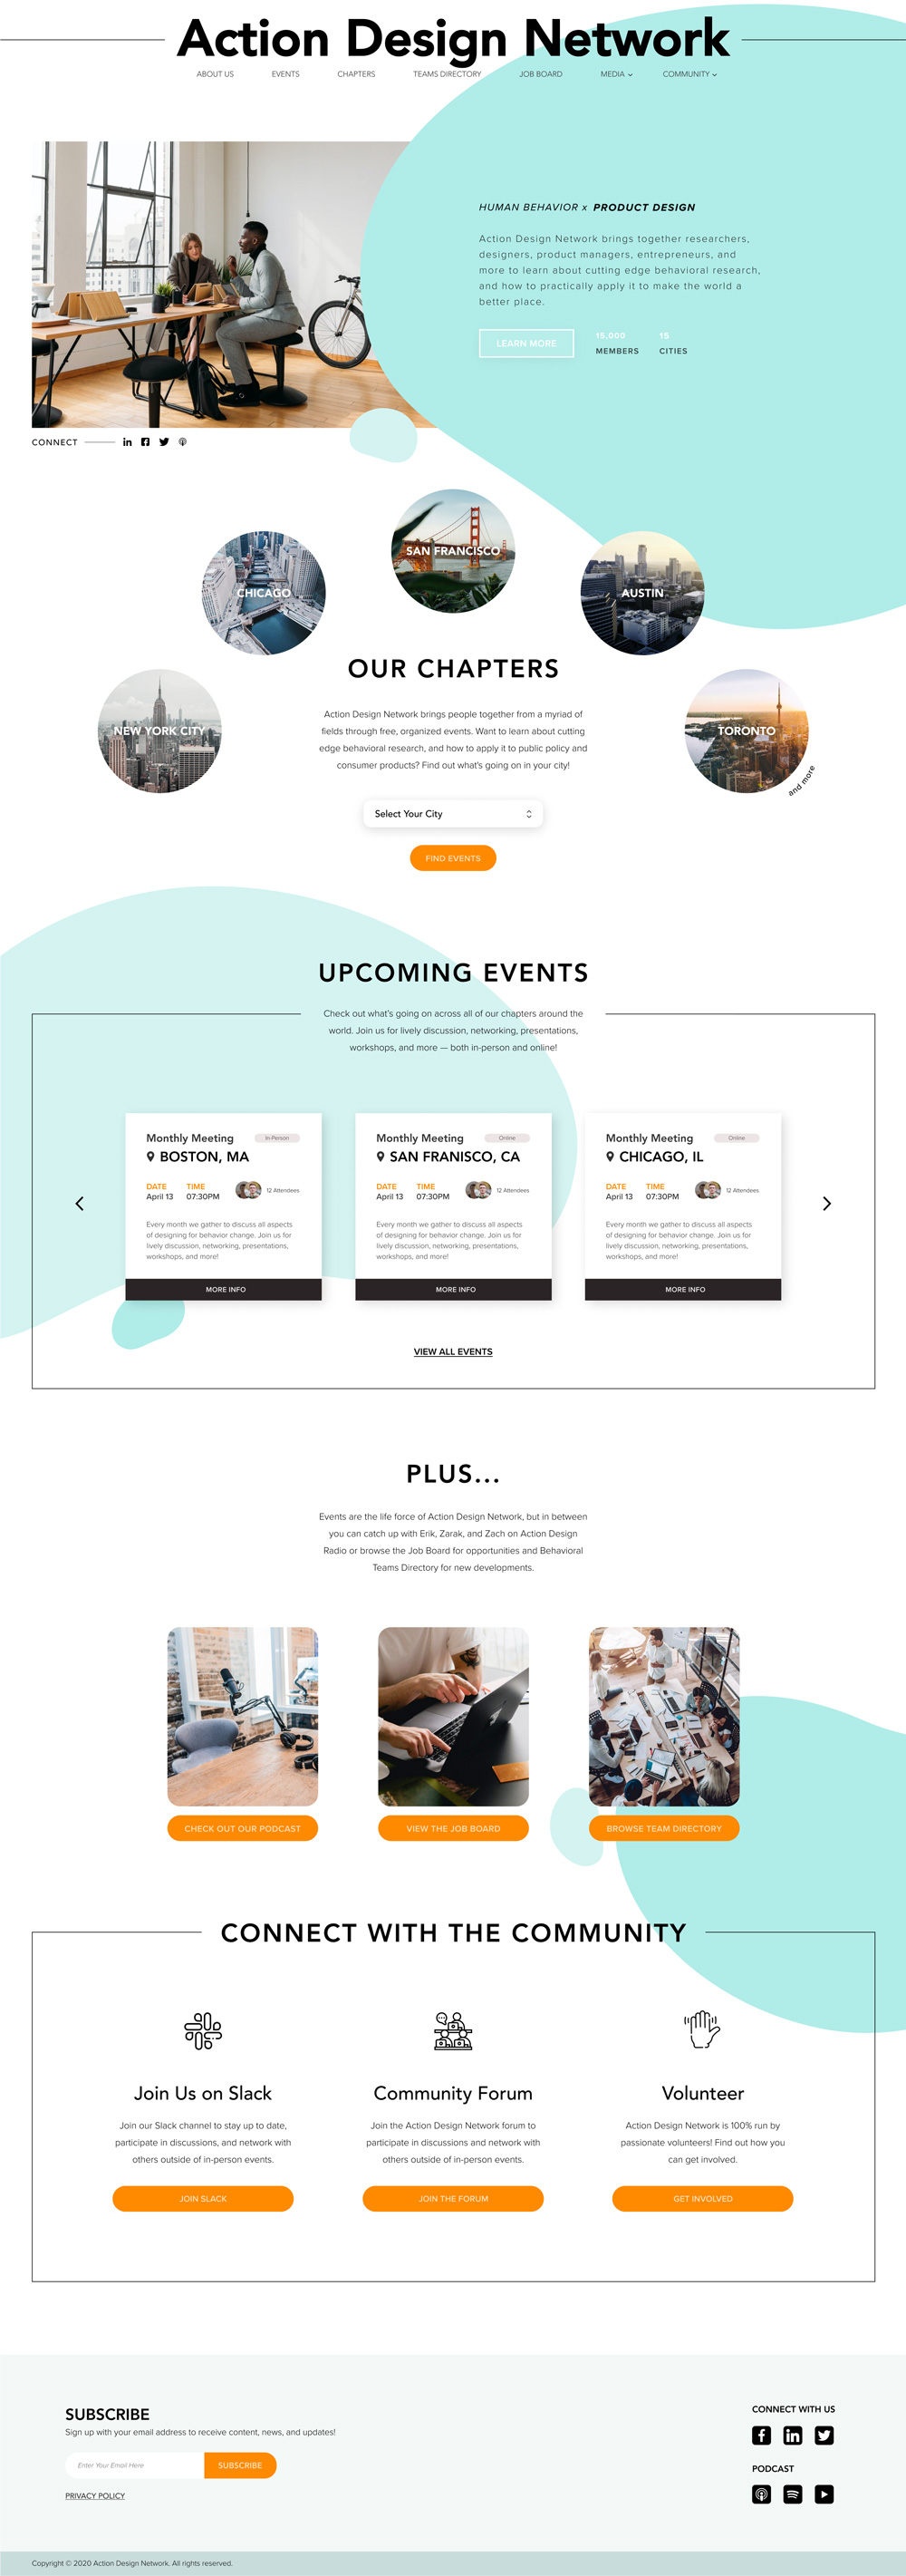 Action Design Network
ABOUT US
EVENTS
CHAPTERS
TEAMS DIRECTORY
JOB BOARD
MEDIA
COMMUNITY
HUMAN BEHAVIOR x PRODUCT DESIGN
Action Design Network brings together researchers,
designers, product managers, entrepreneurs, and
more to learn about cutting edge behavioral research,
and how to practically apply it to make the world a
better place.
LEARN MORE
15,000
MEMBERS
15
CITIES
CONNECT
SAN FRANCISCO
CHICAGO
AUSTIN
NEW YORK CITY
TORONTO
and more
OUR CHAPTERS
Action Design Network brings people together from a myriad of
fields through free, organized events. Want to learn about cutting
edge behavioral research, and how to apply it to public policy and
consumer products? Find out what's going on in your city!
Select Your City
FIND EVENTS
UPCOMING EVENTS
Check out what's going on across all of our chapters around the
world. Join us for lively discussion, networking, presentations,
workshops, and more — both in-person and online!
Monthly Meeting
In-Person
BOSTON, MA
DATE
TIME
April 13
07:30PM
12 Attendees
Every month we gather to discuss all aspects
of designing for behavior change. Join us for
lively discussion, networking, presentations,
workshops, and more!
MORE INFO
Monthly Meeting
Online
SAN FRANISCO, CA
DATE
TIME
April 13
07:30PM
12 Attendees
Every month we gather to discuss all aspects
of designing for behavior change. Join us for
lively discussion, networking, presentations,
workshops, and more!
MORE INFO
Monthly Meeting
Online
CHICAGO, IL
DATE
TIME
April 13
07:30PM
12 Attendees
Every month we gather to discuss all aspects
of designing for behavior change. Join us for
lively discussion, networking, presentations,
workshops, and more!
MORE INFO
VIEW ALL EVENTS
PLUS...
Events are the life force of Action Design Network, but in between
you can catch up with Erik, Zarak, and Zach on Action Design
Radio or browse the Job Board for opportunities and Behavioral
Teams Directory for new developments.
CHECK OUT OUR PODCAST
VIEW THE JOB BOARD
BROWSE TEAM DIRECTORY
CONNECT WITH THE COMMUNITY
Join Us on Slack
Join our Slack channel to stay up to date,
participate in discussions, and network with
others outside of in-person events.
JOIN SLACK
Community Forum
Join the Action Design Network forum to
participate in discussions and network with
others outside of in-person events.
JOIN THE FORUM
Volunteer
Action Design Network is 100% run by
passionate volunteers! Find out how you
can get involved.
GET INVOLVED
SUBSCRIBE
Sign up with your email address to receive content, news, and updates!
Enter Your Email Here
SUBSCRIBE
PRIVACY POLICY
CONNECT WITH US
PODCAST
Copyright © 2020 Action Design Network. All rights reserved.